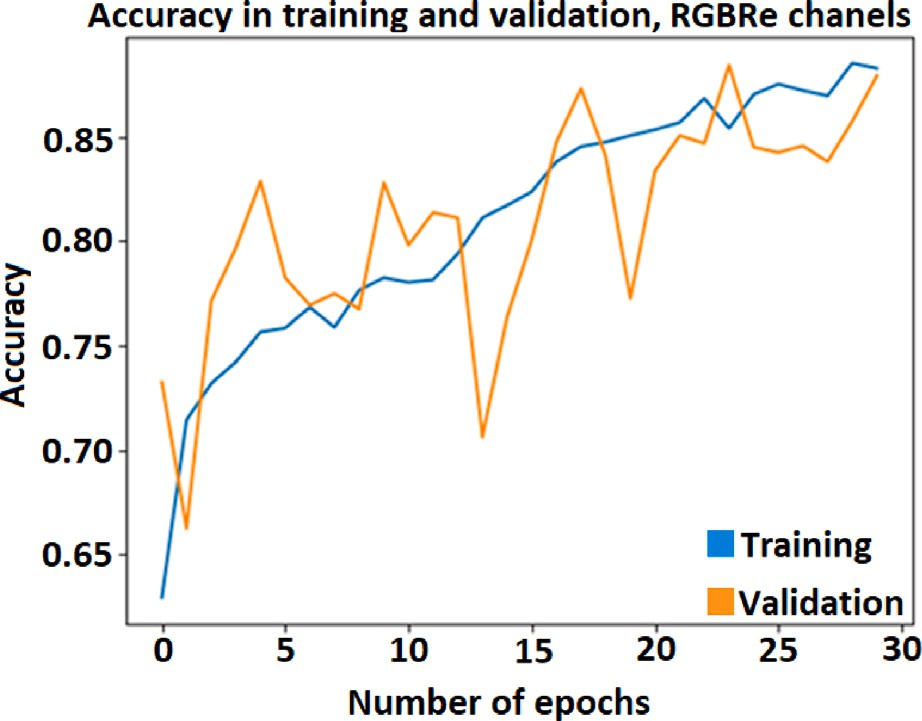 Accuracy in training and validation, RGBRe chanels
0.85
0.80
0.75
0.70
0.65
Accuracy
Training
Validation
0 5 10 15 20 25 30
Number of epochs